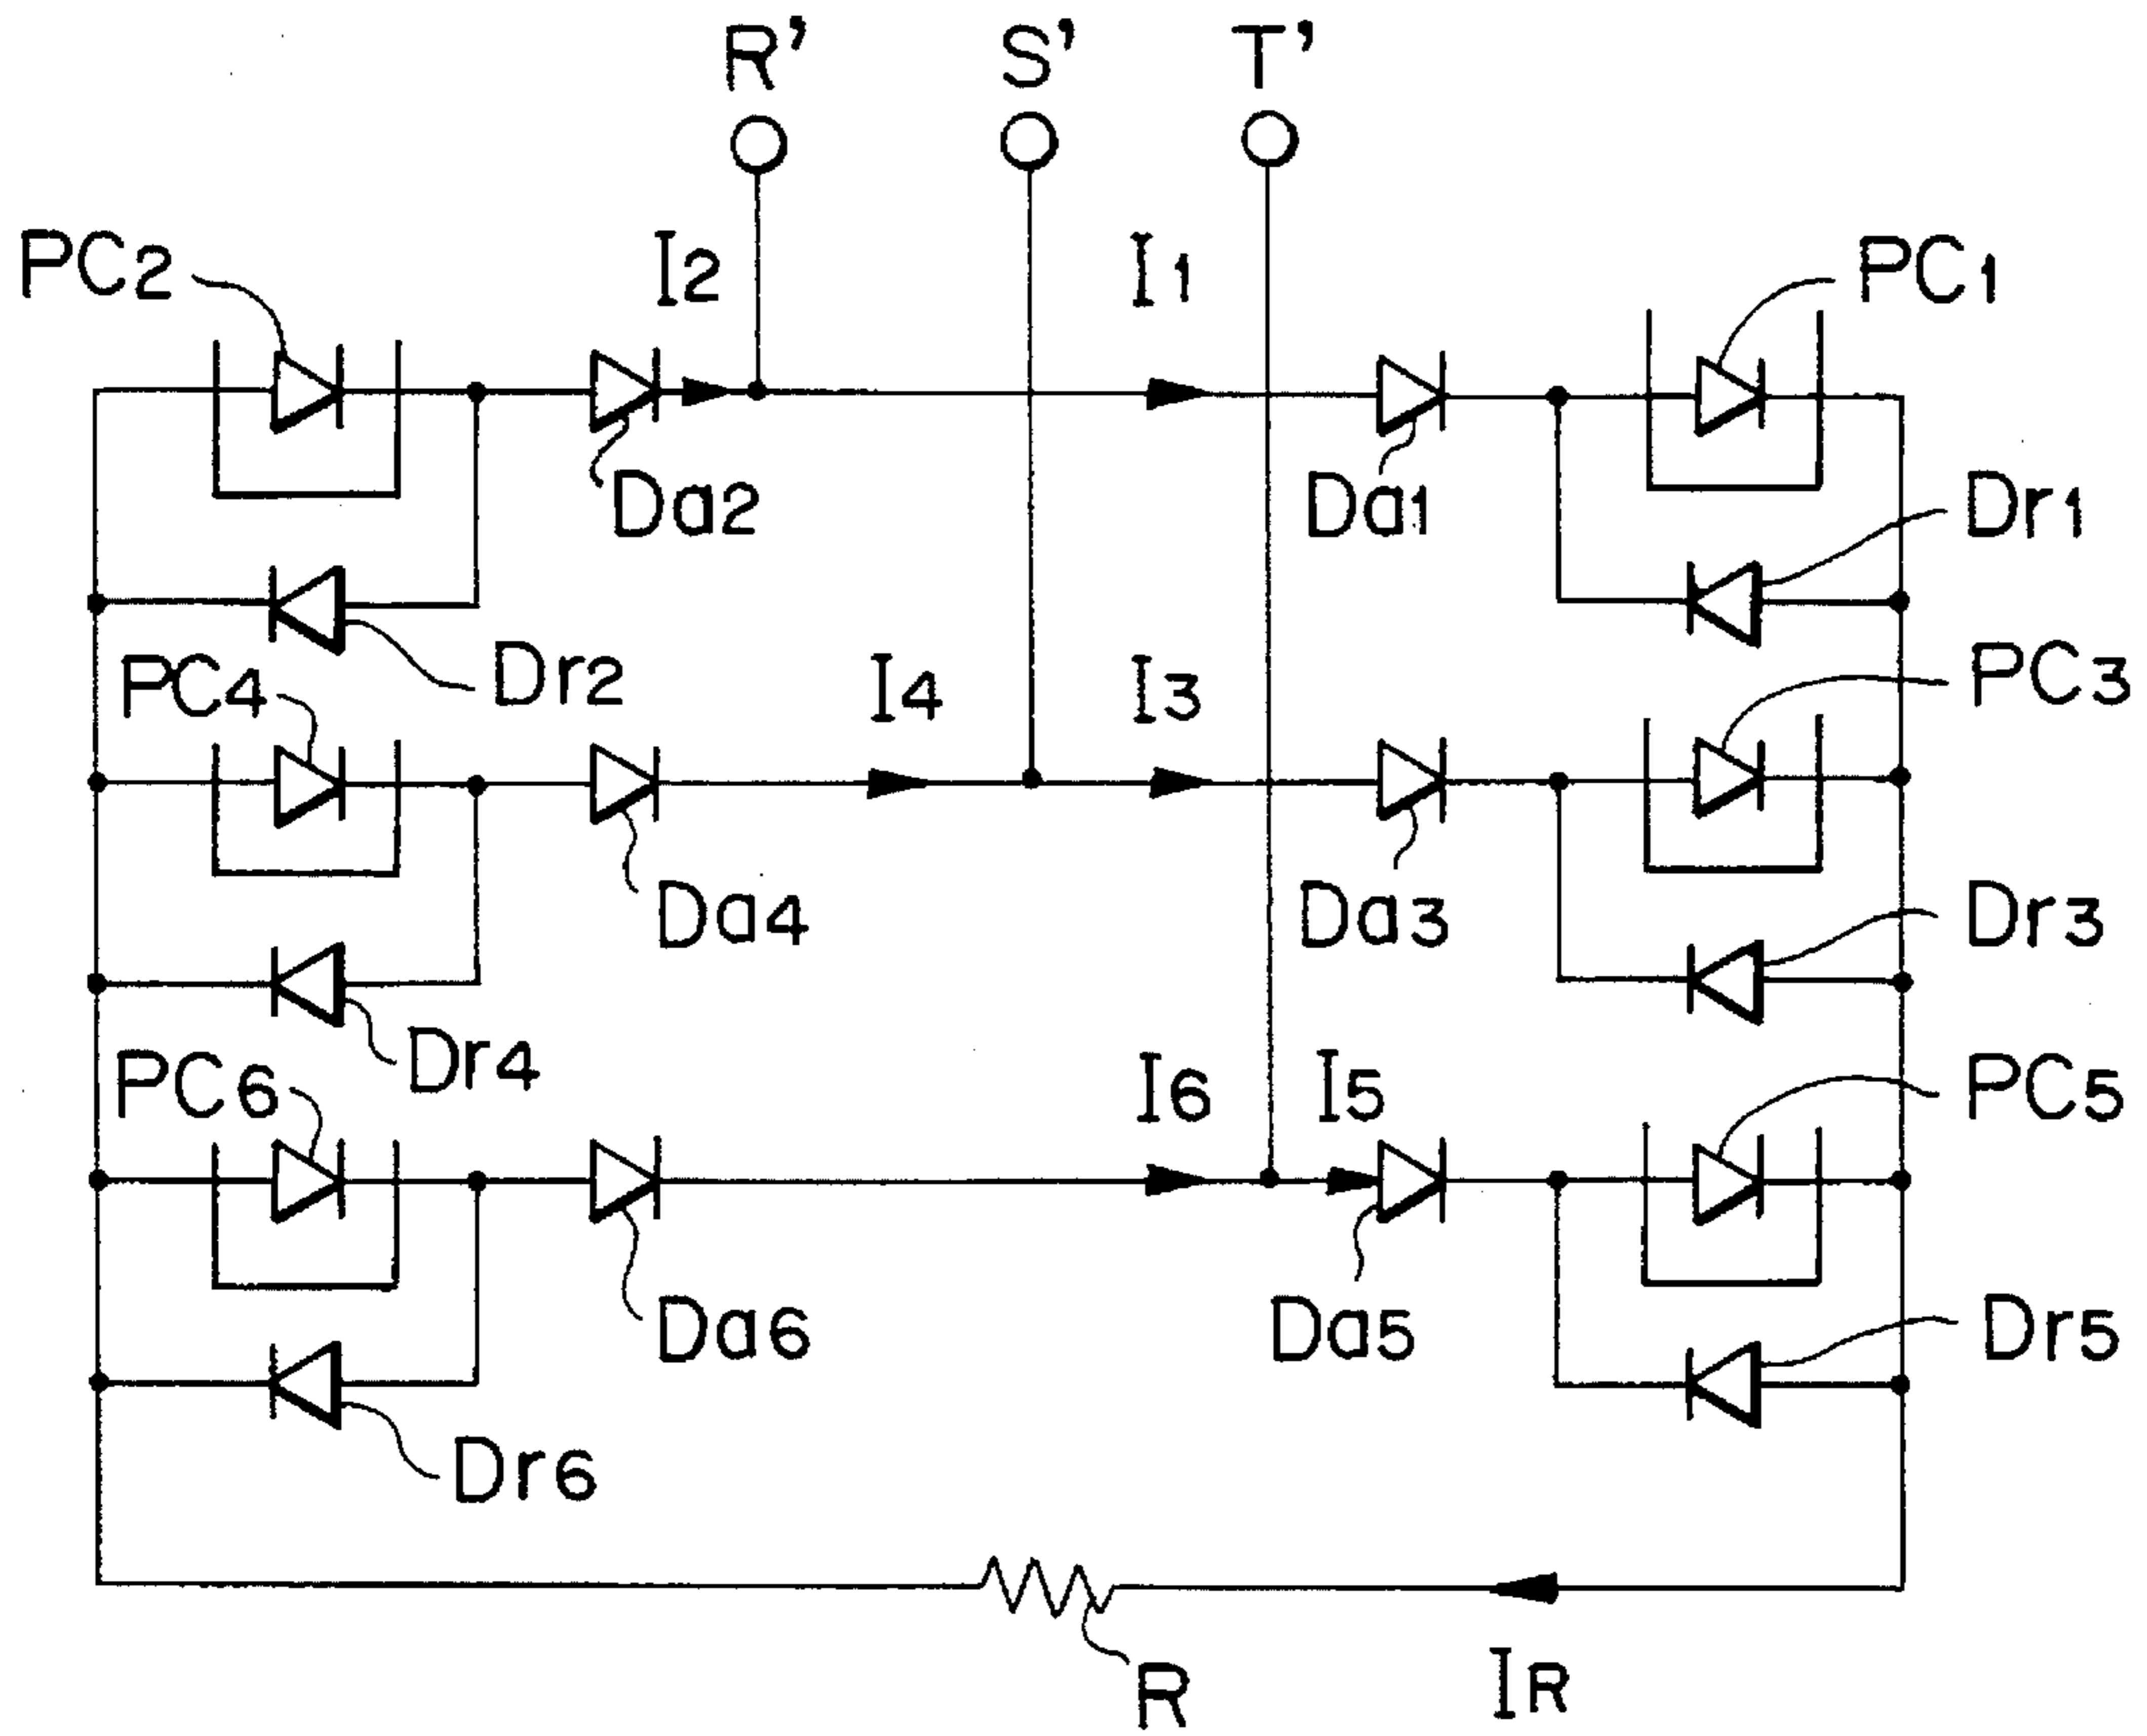 R' S' T'
PC2 I2 I1 PC1
Da2 Da1 Dr1
Dr2 PC4 I4 I3 PC3
Da4 Da3 Dr3
Dr4 PC6 I6 I5 PC5
Da6 Da5 Dr5
Dr6
R IR